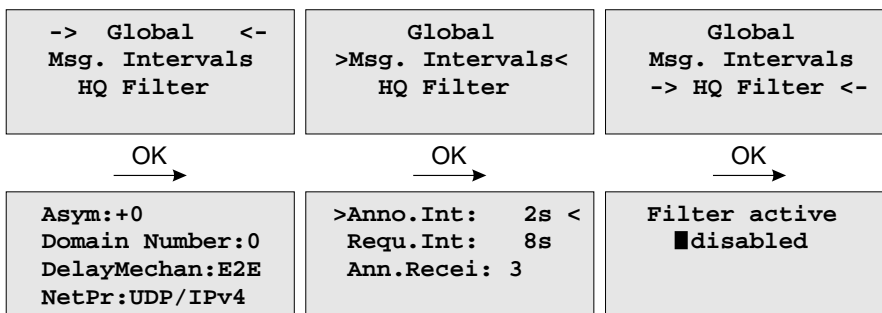 -> Global <-
Msg. Intervals
HQ Filter
Global
>Msg. Intervals<
HQ Filter
Global
Msg. Intervals
-> HQ Filter <-
OK
OK
OK
Asym:+0
Domain Number:0
DelayMechan:E2E
NetPr:UDP/IPv4
>Anno.Int: 2s <
Requ.Int: 8s
Ann.Recei: 3
Filter active
█disabled